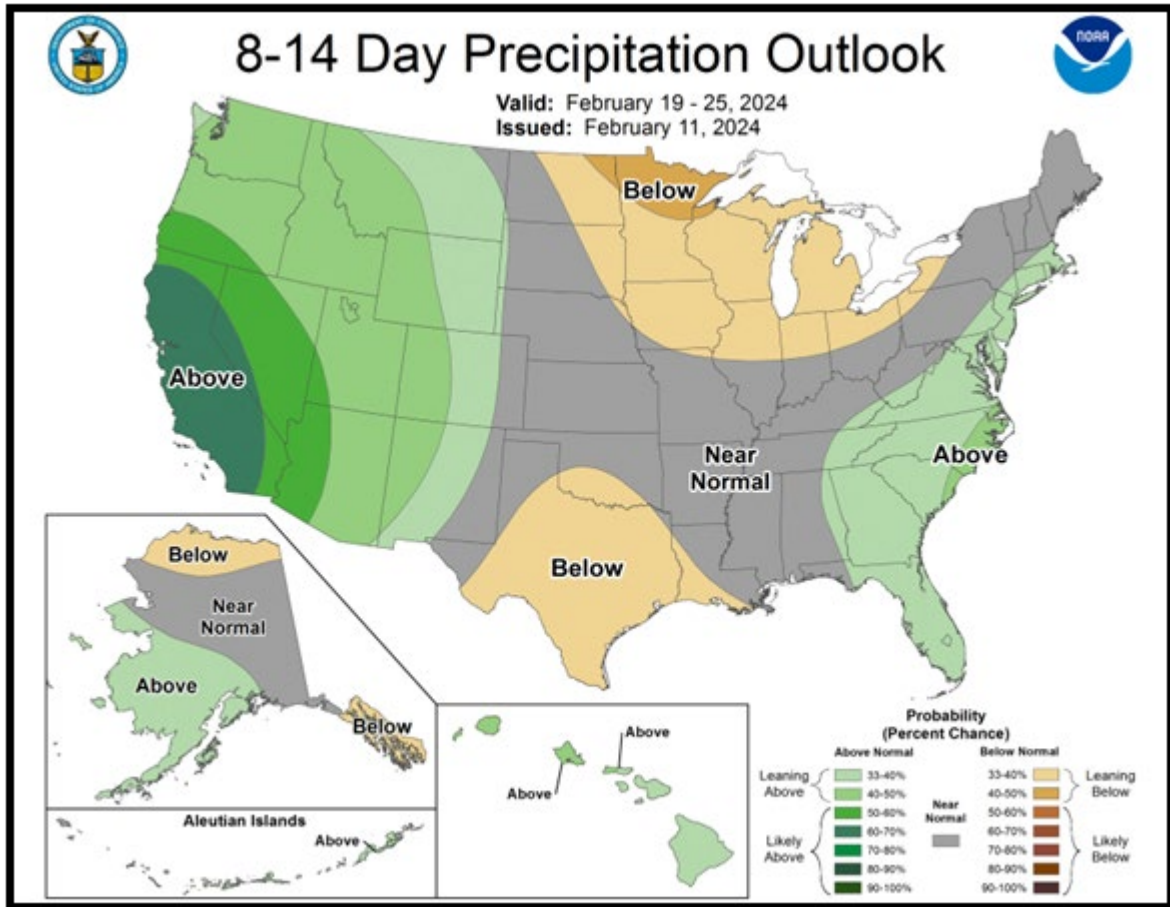 8-14 Day Precipitation Outlook
NOAA
Valid: February 19 - 25, 2024
Issued: February 11, 2024
Below
Above
Near
Normal
Above
Below
Below
Near
Normal
Above
Below
Above
Above
Aleutian Islands
Above
Probability
(Percent Chance)
Above Normal
Below Normal
Leaning
Above
33-40%
40-50%
Likely
Above
50-60%
60-70%
70-80%
80-90%
90-100%
Near
Normal
33-40%
40-50%
50-60%
60-70%
70-80%
80-90%
90-100%
Leaning
Below
Likely
Below